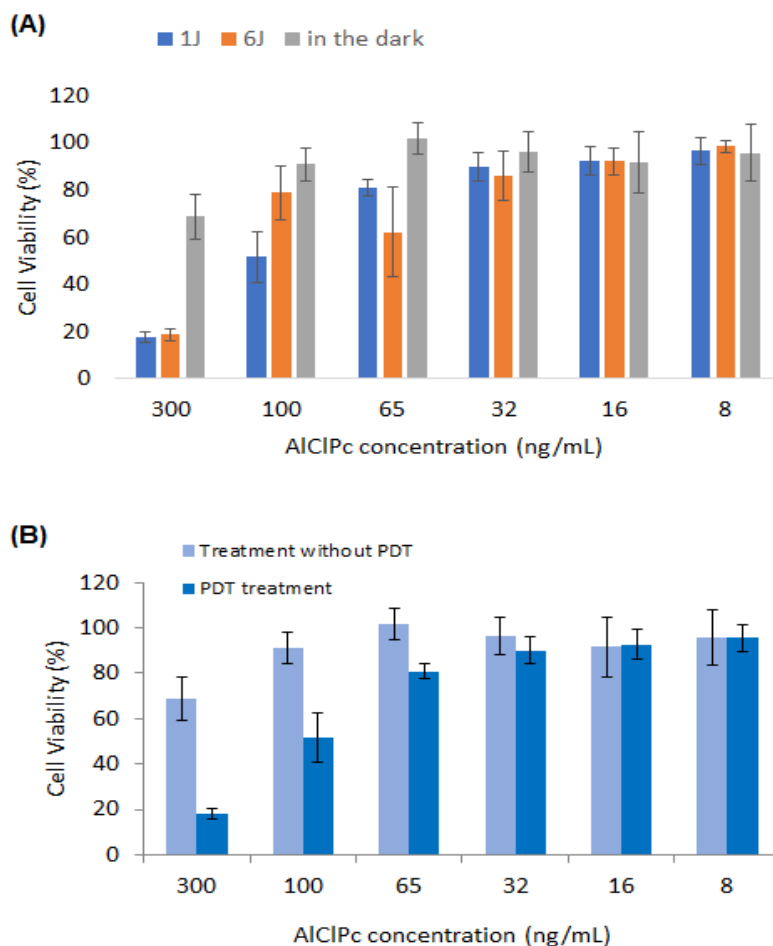 (A)
1J 6J in the dark
120
100
80
60
40
20
0
Cell Viability (%)
300 100 65 32 16 8
AlClPc concentration (ng/mL)
(B)
Treatment without PDT
PDT treatment
120
100
80
60
40
20
0
Cell Viability (%)
300 100 65 32 16 8
AlClPc concentration (ng/mL)